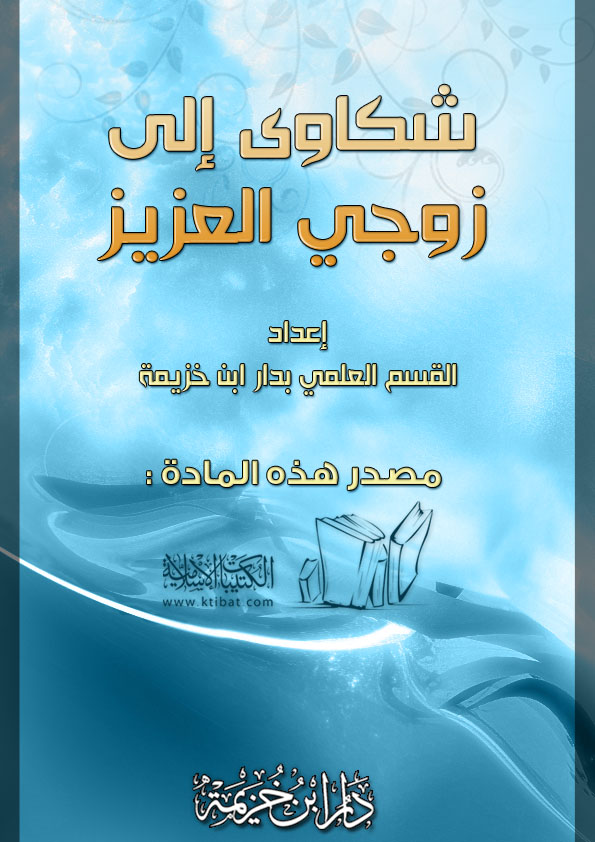 شكاوى إلى
زوجي العزيز
إعداد
القسم العلمي بدار ابن خزيمة
مصدر هذه المادة :
الكتيبات الإسلامية
www.ktibat.com
دار ابن خزيمة